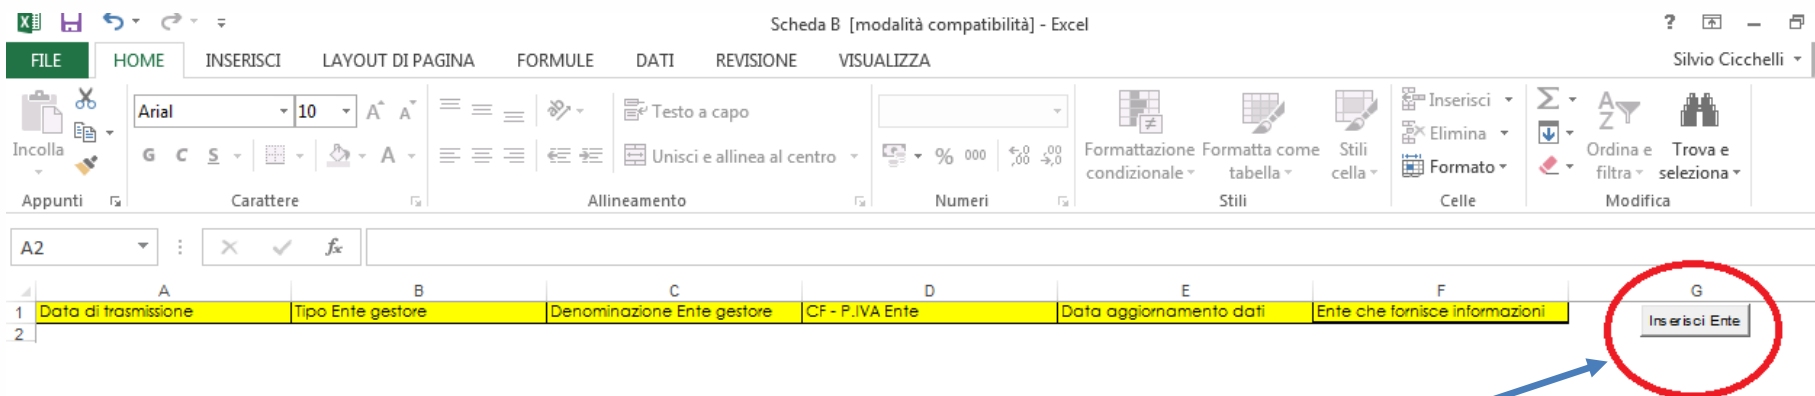 Scheda B [modalità compatibilità] - Excel
?
FILE HOME INSERISCI LAYOUT DI PAGINA FORMULE DATI REVISIONE VISUALIZZA Silvio Cicchelli
Arial 10 A A Testo a capo Inserisci
Elimina
Incolla G C S A Unisci e allinea al centro % 000 ,00 ,0 Formattazione Formatta come Stili Formato Ordina e Trova e
condizionale tabella cella filtra seleziona
Appunti Carattere Allineamento Numeri Stili Celle Modifica
A2 fx
A B C D E F G
1 Data di trasmissione Tipo Ente gestore Denominazione Ente gestore CF - P.IVA Ente Data aggiornamento dati Ente che fornisce informazioni Inserisci Ente
2